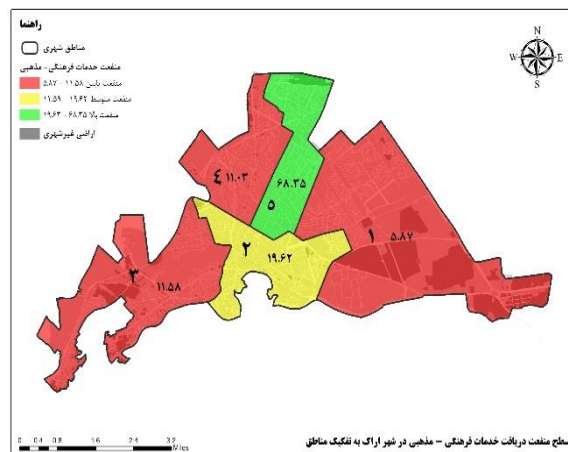 راهنما
مناطق شهری
منفعت خدمات فرهنگی - مذهبی
منفعت پایین ۱۱.۵۸ - ۵.۸۷
منفعت متوسط ۱۹.۶۲ - ۱۱.۵۹
منفعت بالا ۶۸.۳۵ - ۱۹.۶۳
اراضی غیرشهری
N
W E
S
۴ ۱۱.۰۳
۶۸.۳۵
۵
۱ ۵.۸۷
۲
۱۹.۶۲
۳
۱۱.۵۸
0 0.4 0.8 1.6 2.4 3.2
Miles
سطح منفعت دریافت خدمات فرهنگی - مذهبی در شهر اراک به تفکیک مناطق